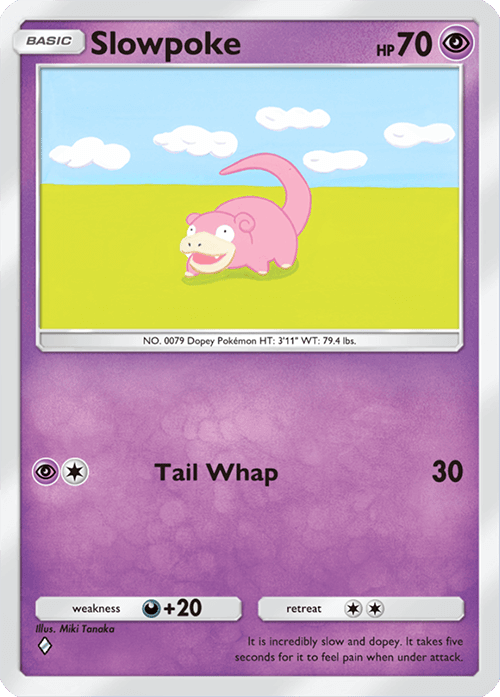 BASIC Slowpoke HP 70
NO. 0079 Dopey Pokémon HT: 3'11" WT: 79.4 lbs.
Tail Whap 30
weakness +20 retreat
Illus. Miki Tanaka
It is incredibly slow and dopey. It takes five
seconds for it to feel pain when under attack.